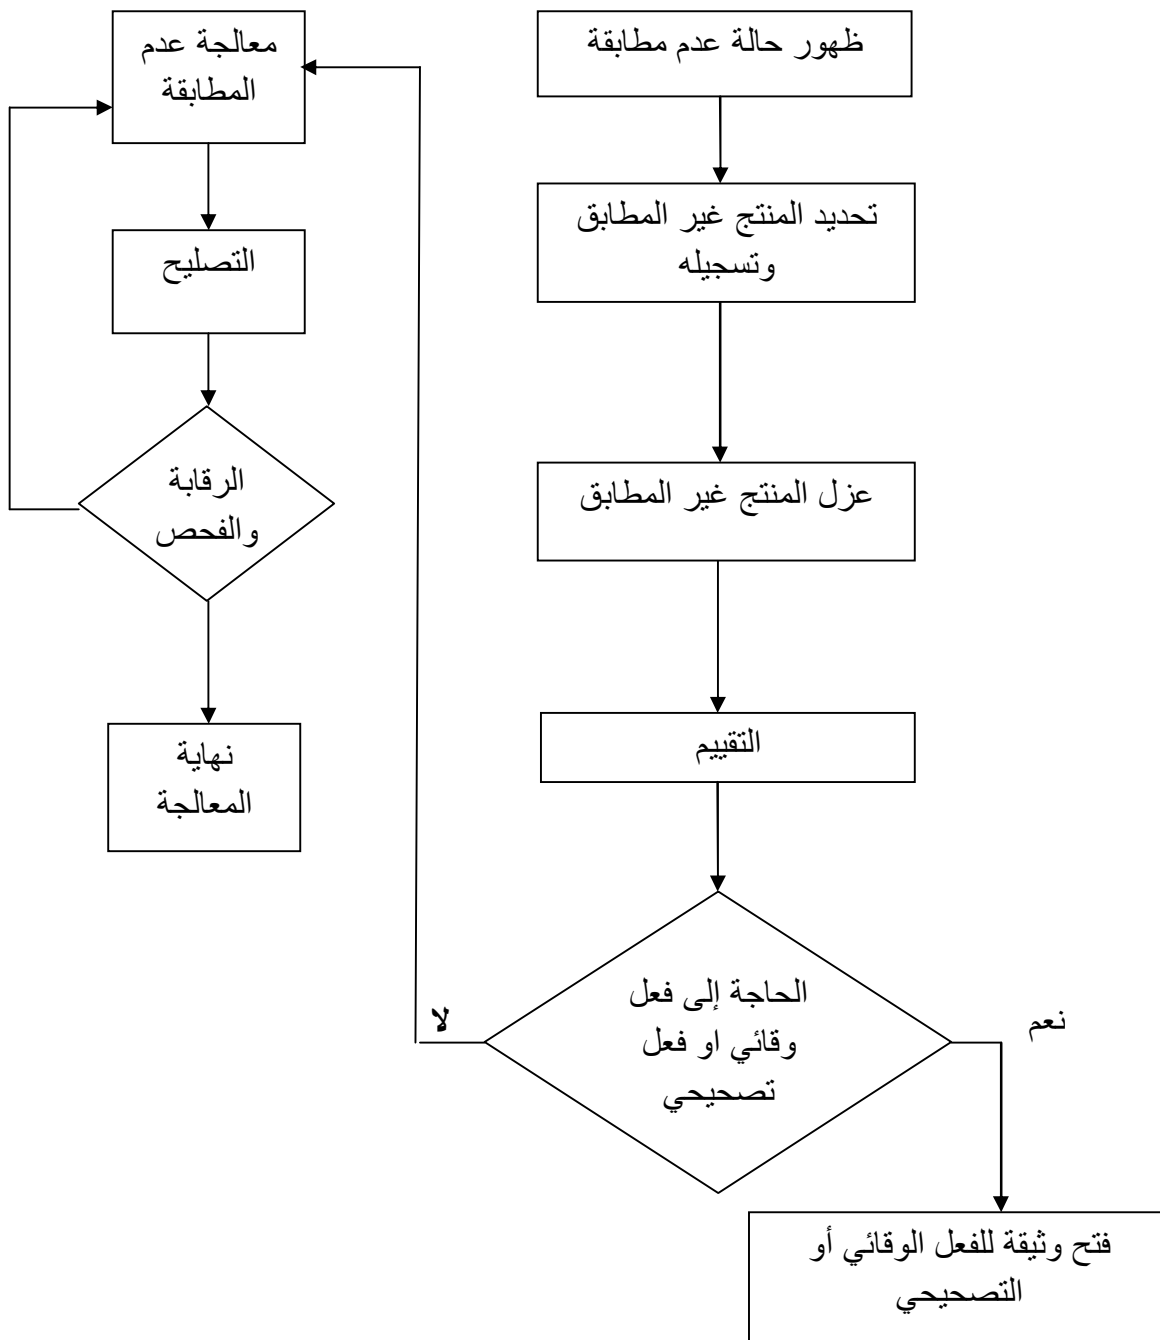 ظهور حالة عدم مطابقة
تحديد المنتج غير المطابق
وتسجيله
عزل المنتج غير المطابق
التقييم
الحاجة إلى فعل
وقائي او فعل
تصحيحي
نعم
لا
فتح وثيقة للفعل الوقائي أو
التصحيحي
معالجة عدم
المطابقة
التصليح
الرقابة
والفحص
نهاية
المعالجة